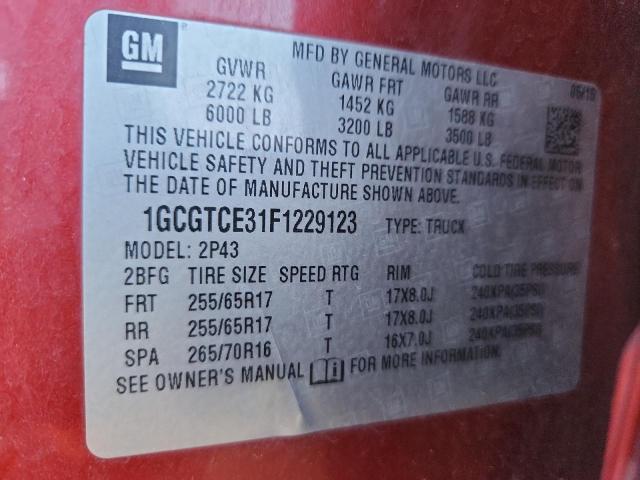 GM
MFD BY GENERAL MOTORS LLC
GVWR GAWR FRT GAWR RR 05/15
2722 KG 1452 KG 1588 KG
6000 LB 3200 LB 3500 LB
THIS VEHICLE CONFORMS TO ALL APPLICABLE U.S. FEDERAL MOTOR
VEHICLE SAFETY AND THEFT PREVENTION STANDARDS IN EFFECT ON
THE DATE OF MANUFACTURE SHOWN ABOVE.
1GCGTCE31F1229123 TYPE: TRUCK
MODEL: 2P43
2BFG TIRE SIZE SPEED RTG RIM COLD TIRE PRESSURE
FRT 255/65R17 T 17X8.0J 240KPA(35PSI)
RR 255/65R17 T 17X8.0J 240KPA(35PSI)
SPA 265/70R16 T 16X7.0J 240KPA(35PSI)
SEE OWNER'S MANUAL FOR MORE INFORMATION.